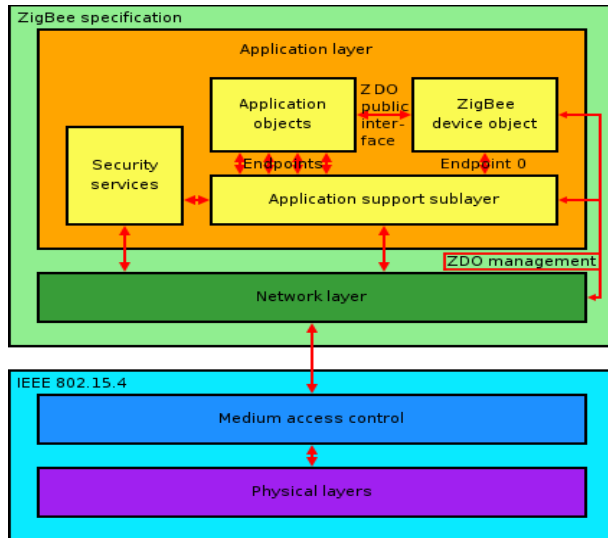 ZigBee specification
Application layer
Application
objects
ZDO
public
inter-
face
ZigBee
device object
Security
services
Endpoints
Endpoint 0
Application support sublayer
ZDO management
Network layer
IEEE 802.15.4
Medium access control
Physical layers